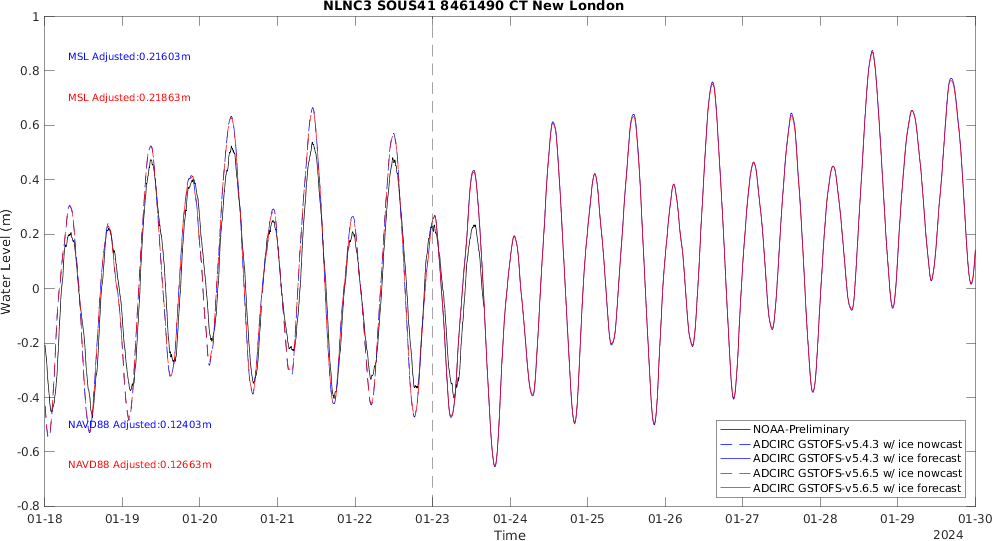 NLNC3 SOUS41 8461490 CT New London
MSL Adjusted:0.21603m
MSL Adjusted:0.21863m
NAVD88 Adjusted:0.12403m
NAVD88 Adjusted:0.12663m
Water Level (m)
1
0.8
0.6
0.4
0.2
0
-0.2
-0.4
-0.6
-0.8
NOAA-Preliminary
ADCIRC GSTOFS-v5.4.3 w/ ice nowcast
ADCIRC GSTOFS-v5.4.3 w/ ice forecast
ADCIRC GSTOFS-v5.6.5 w/ ice nowcast
ADCIRC GSTOFS-v5.6.5 w/ ice forecast
01-18 01-19 01-20 01-21 01-22 01-23 01-24 01-25 01-26 01-27 01-28 01-29 01-30
Time
2024